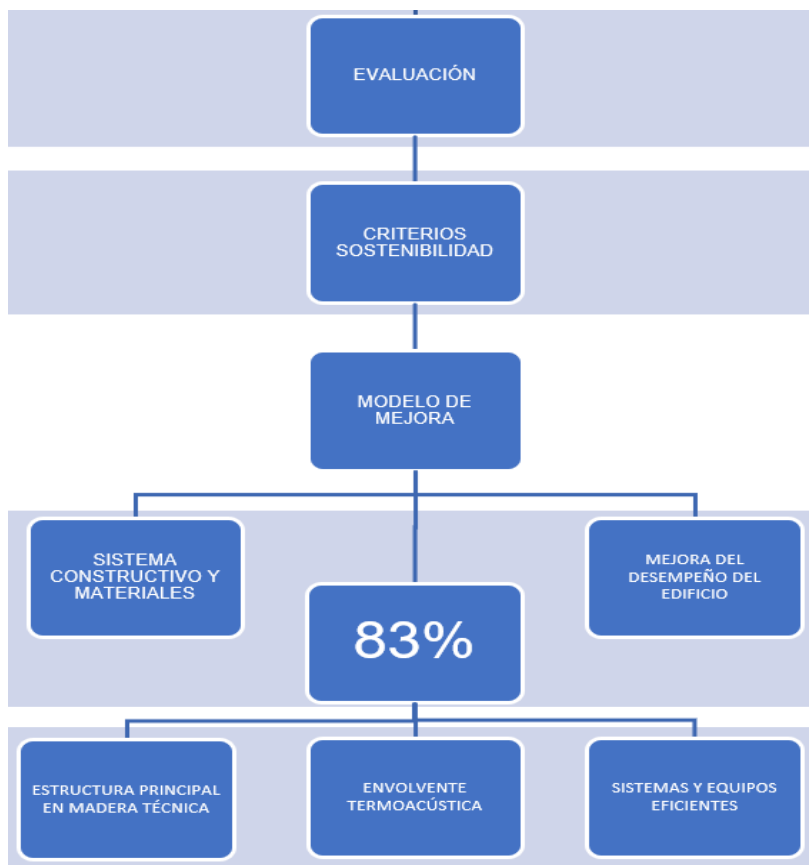 EVALUACIÓN
CRITERIOS
SOSTENIBILIDAD
MODELO DE
MEJORA
SISTEMA
CONSTRUCTIVO Y
MATERIALES
MEJORA DEL
DESEMPEÑO DEL
EDIFICIO
83%
ESTRUCTURA PRINCIPAL
EN MADERA TÉCNICA
ENVOLVENTE
TERMOACÚSTICA
SISTEMAS Y EQUIPOS
EFICIENTES